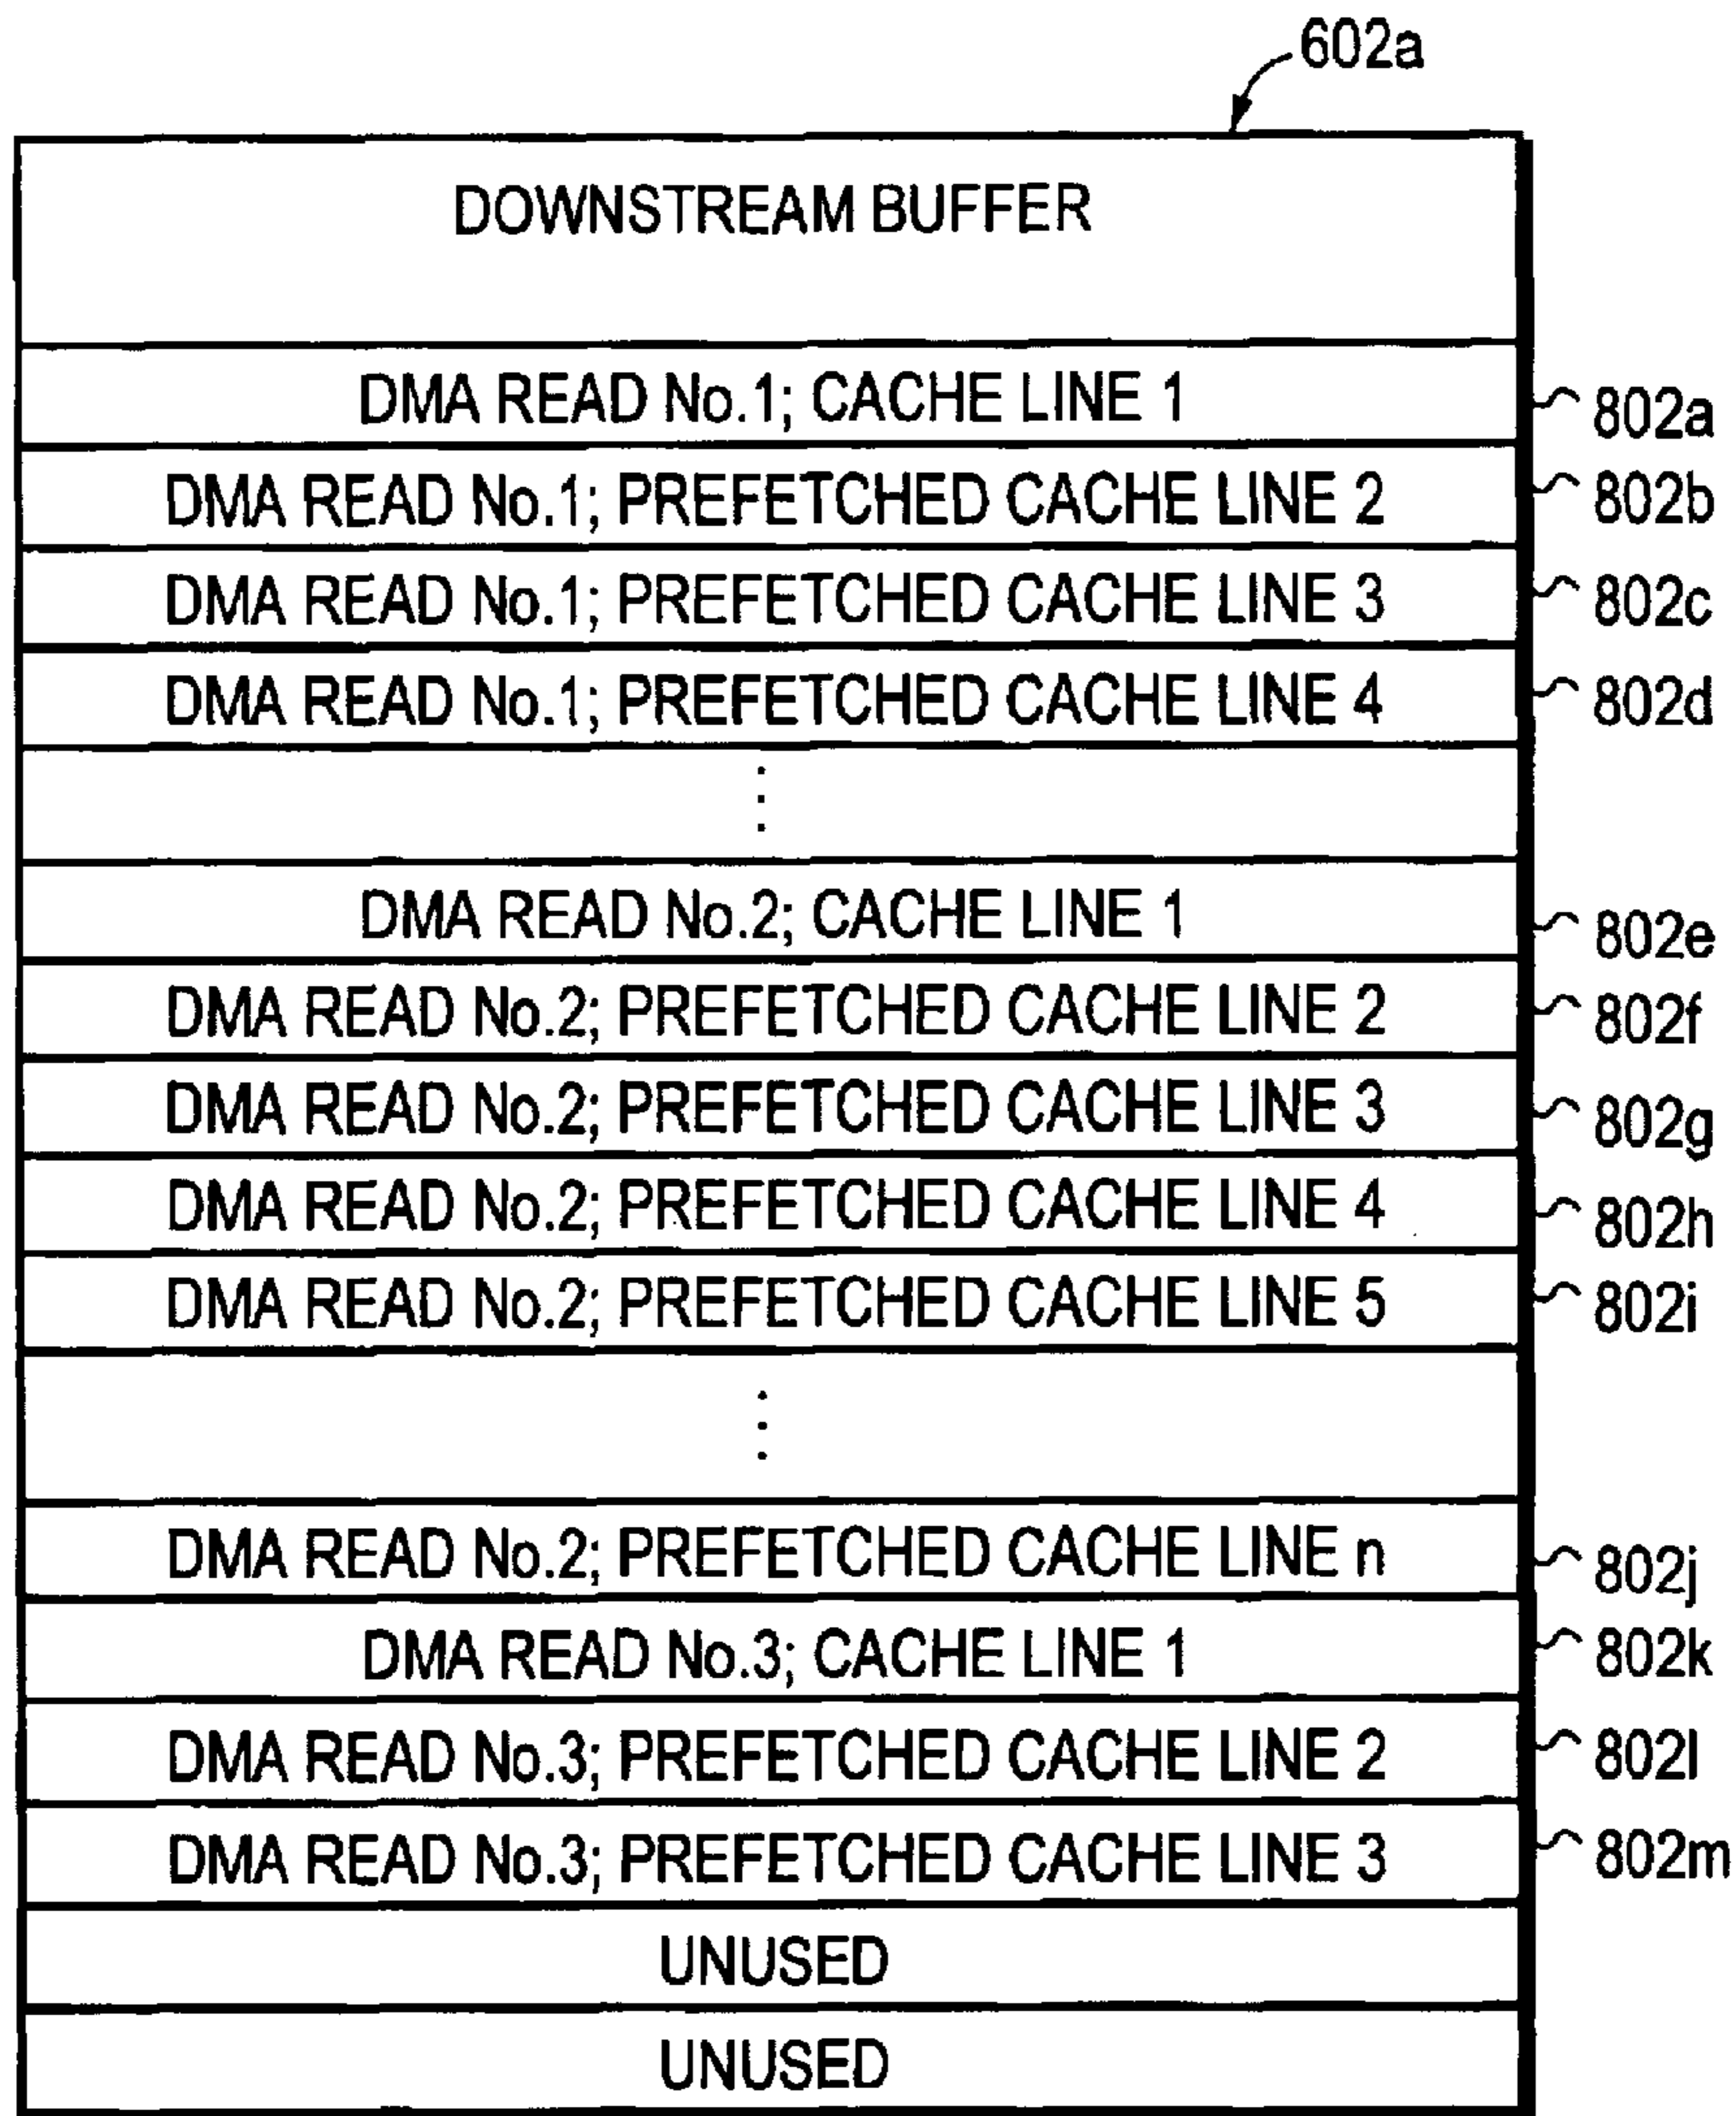 602a
DOWNSTREAM BUFFER
DMA READ No.1; CACHE LINE 1 802a
DMA READ No.1; PREFETCHED CACHE LINE 2 802b
DMA READ No.1; PREFETCHED CACHE LINE 3 802c
DMA READ No.1; PREFETCHED CACHE LINE 4 802d
DMA READ No.2; CACHE LINE 1 802e
DMA READ No.2; PREFETCHED CACHE LINE 2 802f
DMA READ No.2; PREFETCHED CACHE LINE 3 802g
DMA READ No.2; PREFETCHED CACHE LINE 4 802h
DMA READ No.2; PREFETCHED CACHE LINE 5 802i
DMA READ No.2; PREFETCHED CACHE LINE n 802j
DMA READ No.3; CACHE LINE 1 802k
DMA READ No.3; PREFETCHED CACHE LINE 2 802l
DMA READ No.3; PREFETCHED CACHE LINE 3 802m
UNUSED
UNUSED